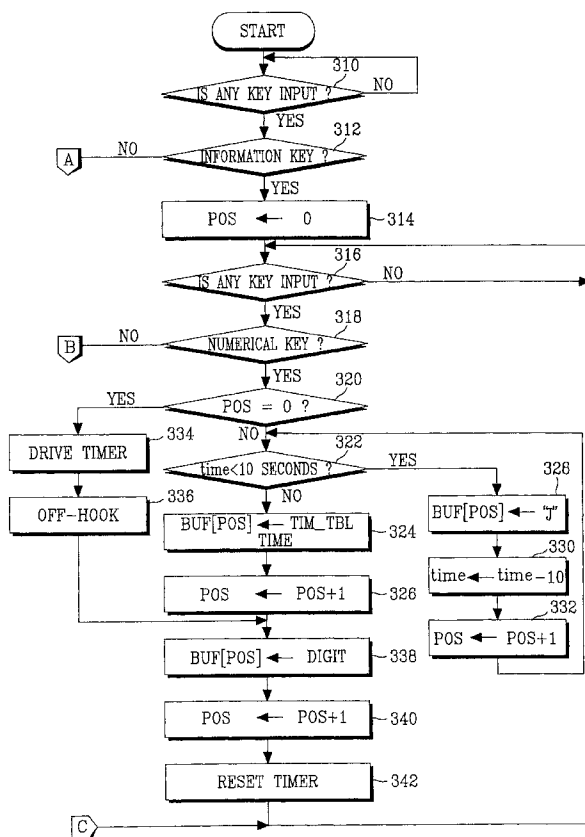 START
310
IS ANY KEY INPUT ?
NO
YES
312
A
NO
INFORMATION KEY ?
YES
POS ← 0
314
316
IS ANY KEY INPUT ?
NO
YES
318
B
NO
NUMERICAL KEY ?
YES
320
YES
POS = 0 ?
334
NO
322
DRIVE TIMER
time<10 SECONDS ?
YES
336
NO
328
OFF-HOOK
BUF[POS] ← TIM_TBL
TIME
324
BUF[POS] ← "J"
330
time ← time-10
POS ← POS+1
326
332
POS ← POS+1
BUF[POS] ← DIGIT
338
POS ← POS+1
340
RESET TIMER
342
C